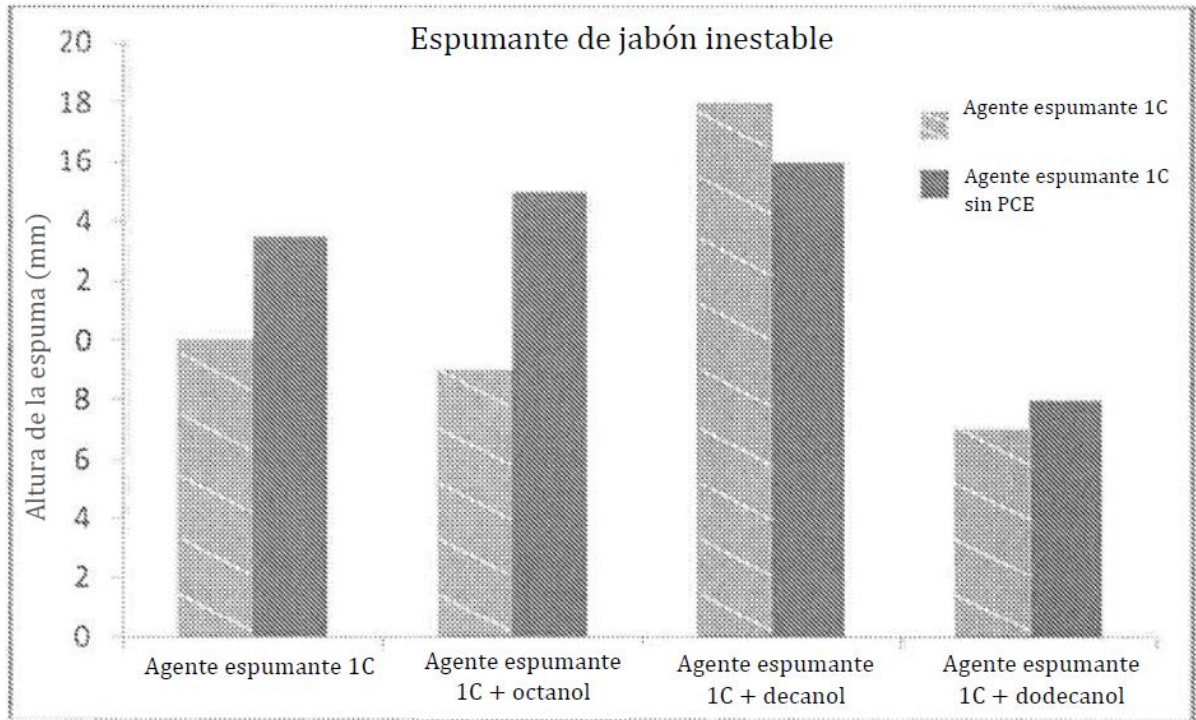 Espumante de jabón inestable
Altura de la espuma (mm)
20
18
16
4
2
0
8
6
4
2
0
Agente espumante 1C
Agente espumante 1C
sin PCE
Agente espumante 1C
Agente espumante
1C + octanol
Agente espumante
1C + decanol
Agente espumante
1C + dodecanol